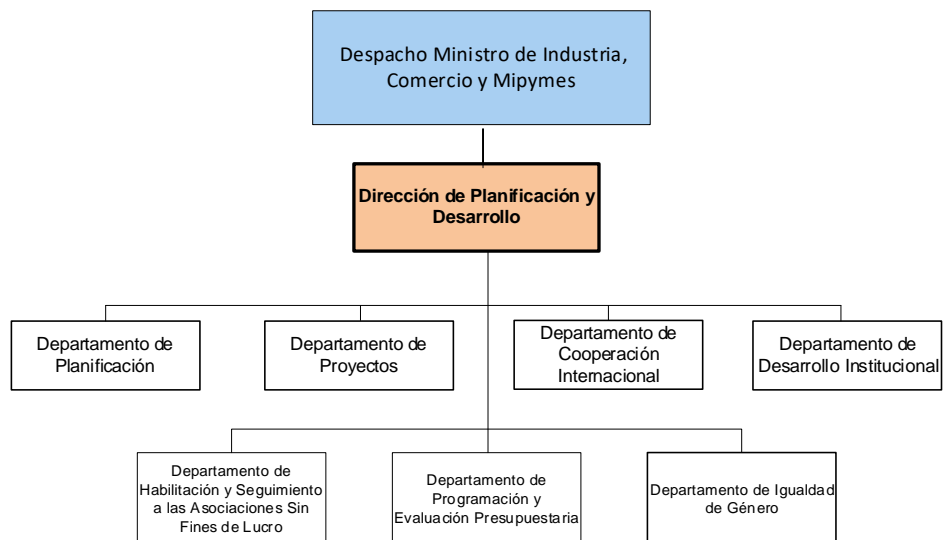 Despacho Ministro de Industria,
Comercio y Mipymes
Dirección de Planificación y
Desarrollo
Departamento de
Planificación
Departamento de
Proyectos
Departamento de
Cooperación
Internacional
Departamento de
Desarrollo Institucional
Departamento de
Habilitación y Seguimiento
a las Asociaciones Sin
Fines de Lucro
Departamento de
Programación y
Evaluación Presupuestaria
Departamento de Igualdad
de Género